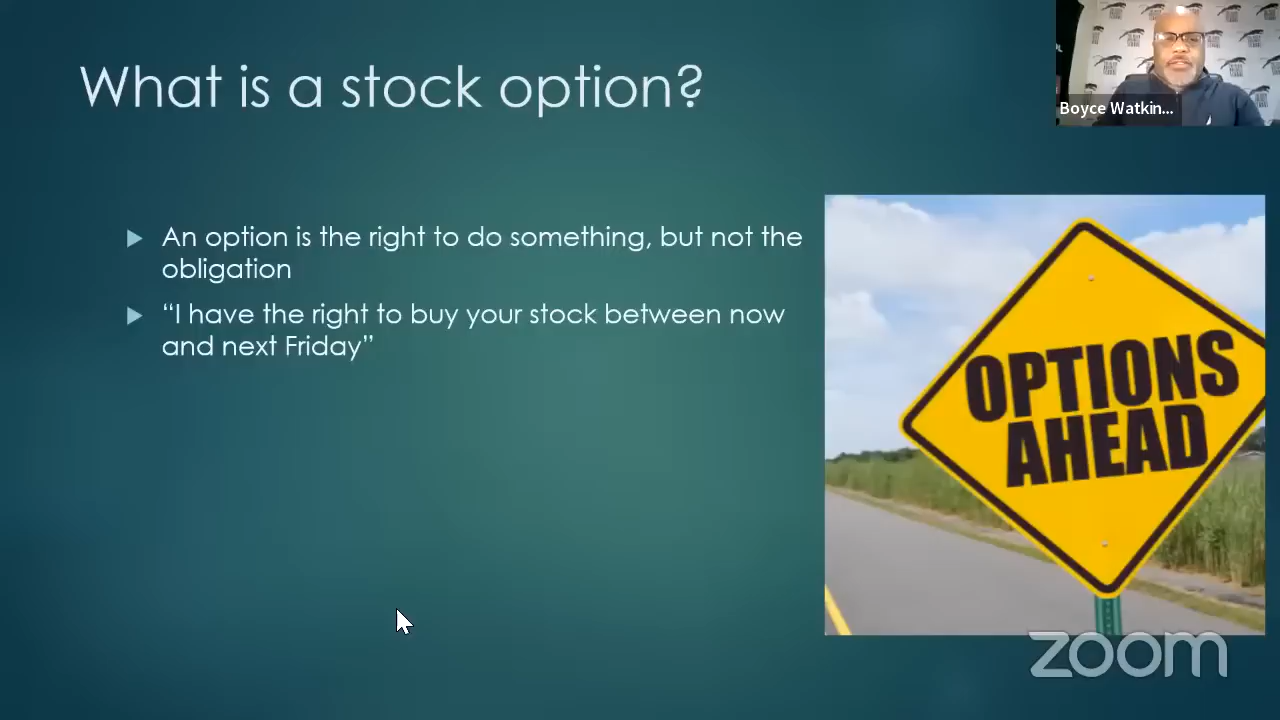 What is a stock option?
Boyce Watkin...
An option is the right to do something, but not the
obligation
“I have the right to buy your stock between now
and next Friday”
OPTIONS
AHEAD
zoom